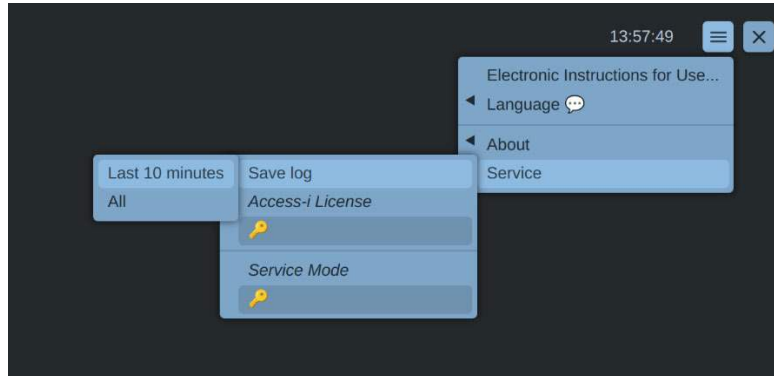 13:57:49
Electronic Instructions for Use...
Language
About
Service
Save log
Access-i License
Service Mode
Last 10 minutes
All